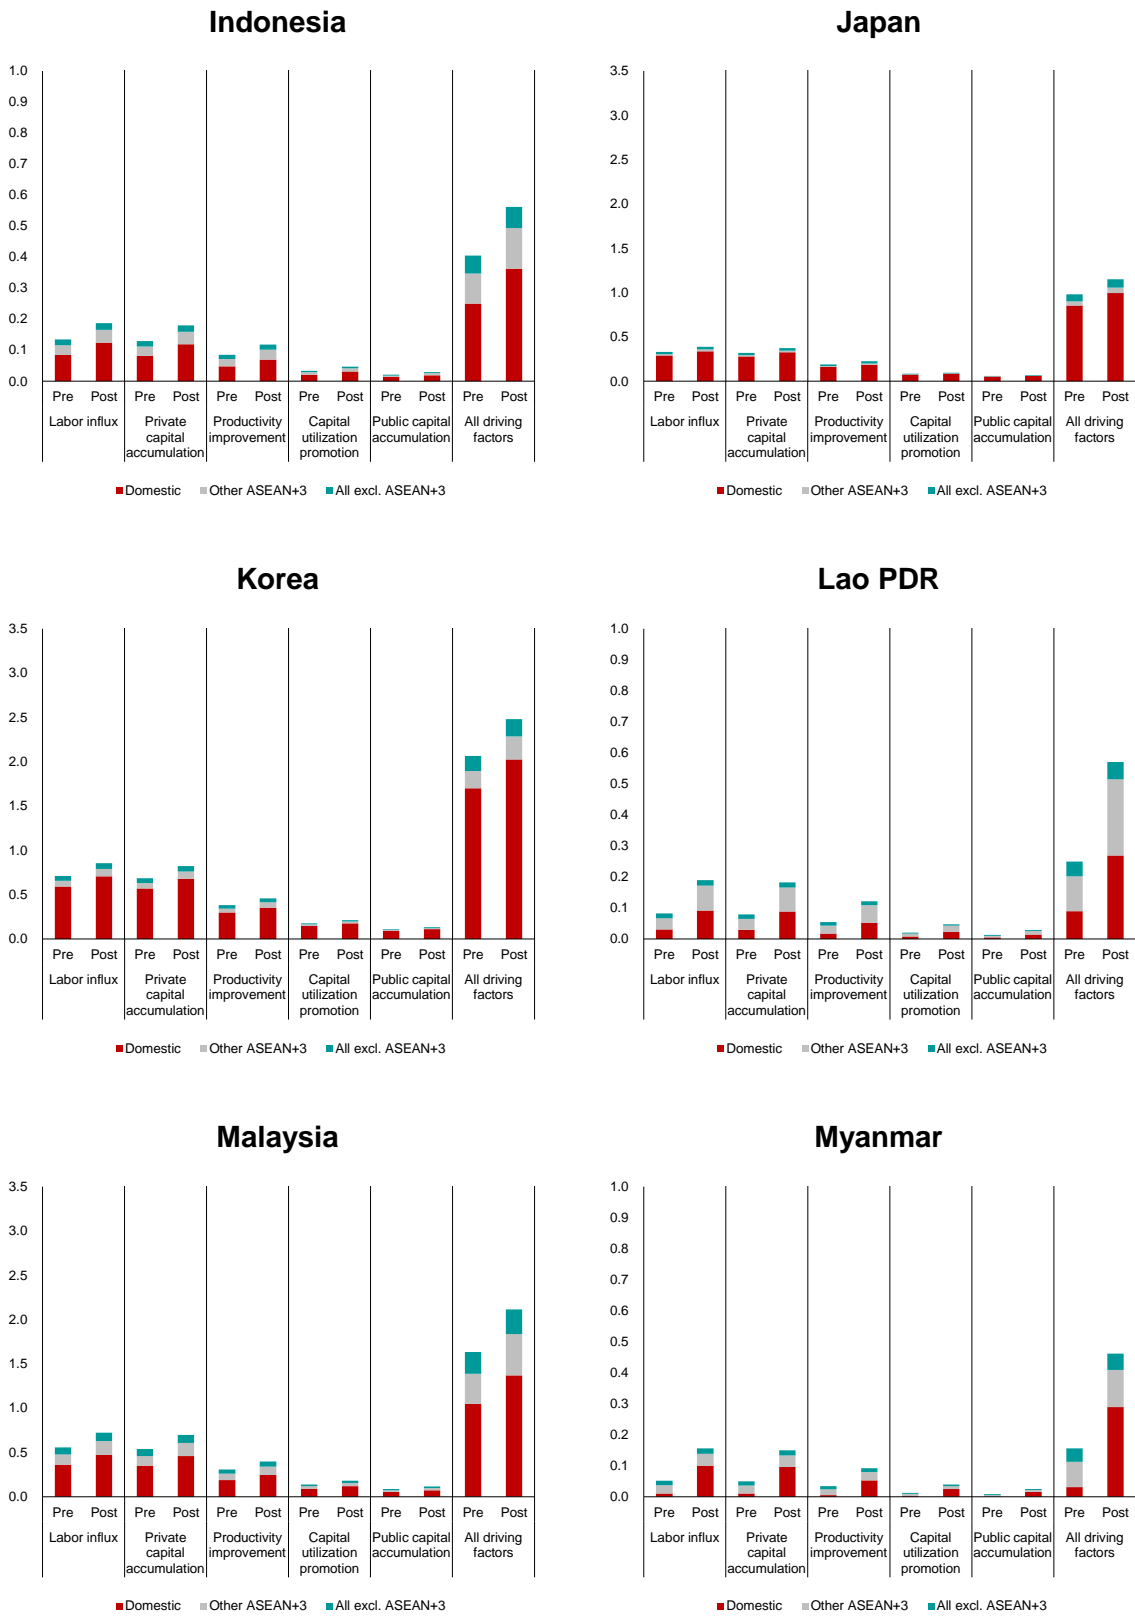 Indonesia
1.0
0.9
0.8
0.7
0.6
0.5
0.4
0.3
0.2
0.1
0.0
Pre Post Pre Post Pre Post Pre Post Pre Post Pre Post
Labor influx Private capital accumulation Productivity improvement Capital utilization promotion Public capital accumulation All driving factors
Domestic Other ASEAN+3 All excl. ASEAN+3
Japan
3.5
3.0
2.5
2.0
1.5
1.0
0.5
0.0
Pre Post Pre Post Pre Post Pre Post Pre Post Pre Post
Labor influx Private capital accumulation Productivity improvement Capital utilization promotion Public capital accumulation All driving factors
Domestic Other ASEAN+3 All excl. ASEAN+3
Korea
3.5
3.0
2.5
2.0
1.5
1.0
0.5
0.0
Pre Post Pre Post Pre Post Pre Post Pre Post Pre Post
Labor influx Private capital accumulation Productivity improvement Capital utilization promotion Public capital accumulation All driving factors
Domestic Other ASEAN+3 All excl. ASEAN+3
Lao PDR
1.0
0.9
0.8
0.7
0.6
0.5
0.4
0.3
0.2
0.1
0.0
Pre Post Pre Post Pre Post Pre Post Pre Post Pre Post
Labor influx Private capital accumulation Productivity improvement Capital utilization promotion Public capital accumulation All driving factors
Domestic Other ASEAN+3 All excl. ASEAN+3
Malaysia
3.5
3.0
2.5
2.0
1.5
1.0
0.5
0.0
Pre Post Pre Post Pre Post Pre Post Pre Post Pre Post
Labor influx Private capital accumulation Productivity improvement Capital utilization promotion Public capital accumulation All driving factors
Domestic Other ASEAN+3 All excl. ASEAN+3
Myanmar
1.0
0.9
0.8
0.7
0.6
0.5
0.4
0.3
0.2
0.1
0.0
Pre Post Pre Post Pre Post Pre Post Pre Post Pre Post
Labor influx Private capital accumulation Productivity improvement Capital utilization promotion Public capital accumulation All driving factors
Domestic Other ASEAN+3 All excl. ASEAN+3